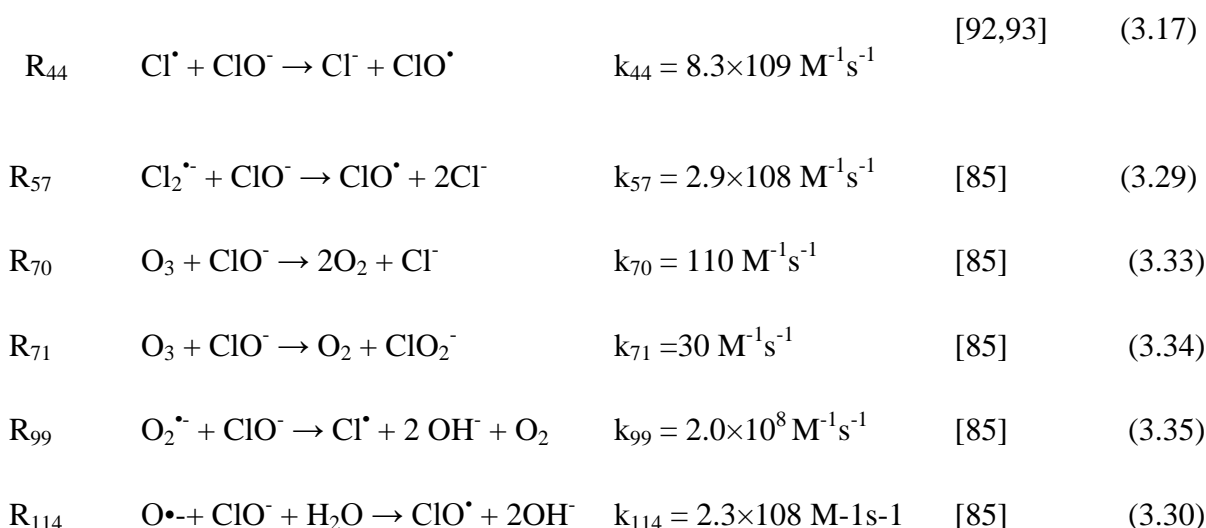 [92,93] (3.17)
R₄₄ Cl• + ClO⁻ → Cl⁻ + ClO• k₄₄ = 8.3×109 M⁻¹s⁻¹
R₅₇ Cl₂•⁻ + ClO⁻ → ClO• + 2Cl⁻ k₅₇ = 2.9×108 M⁻¹s⁻¹ [85] (3.29)
R₇₀ O₃ + ClO⁻ → 2O₂ + Cl⁻ k₇₀ = 110 M⁻¹s⁻¹ [85] (3.33)
R₇₁ O₃ + ClO⁻ → O₂ + ClO₂⁻ k₇₁ =30 M⁻¹s⁻¹ [85] (3.34)
R₉₉ O₂•⁻ + ClO⁻ → Cl• + 2 OH⁻ + O₂ k₉₉ = 2.0×10⁸ M⁻¹s⁻¹ [85] (3.35)
R₁₁₄ O•-+ ClO⁻ + H₂O → ClO• + 2OH⁻ k₁₁₄ = 2.3×108 M-1s-1 [85] (3.30)